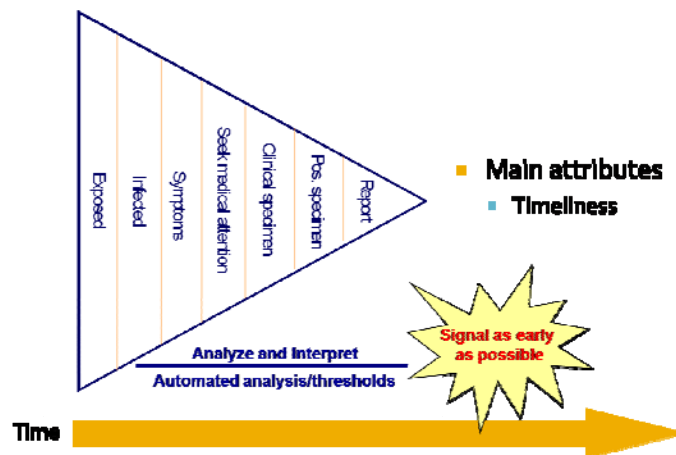 Exposed
Infected
Symptoms
Seek medical attention
Clinical specimen
Pos. specimen
Report
Main attributes
Timeliness
Signal as early
as possible
Analyze and Interpret
Automated analysis/thresholds
Time